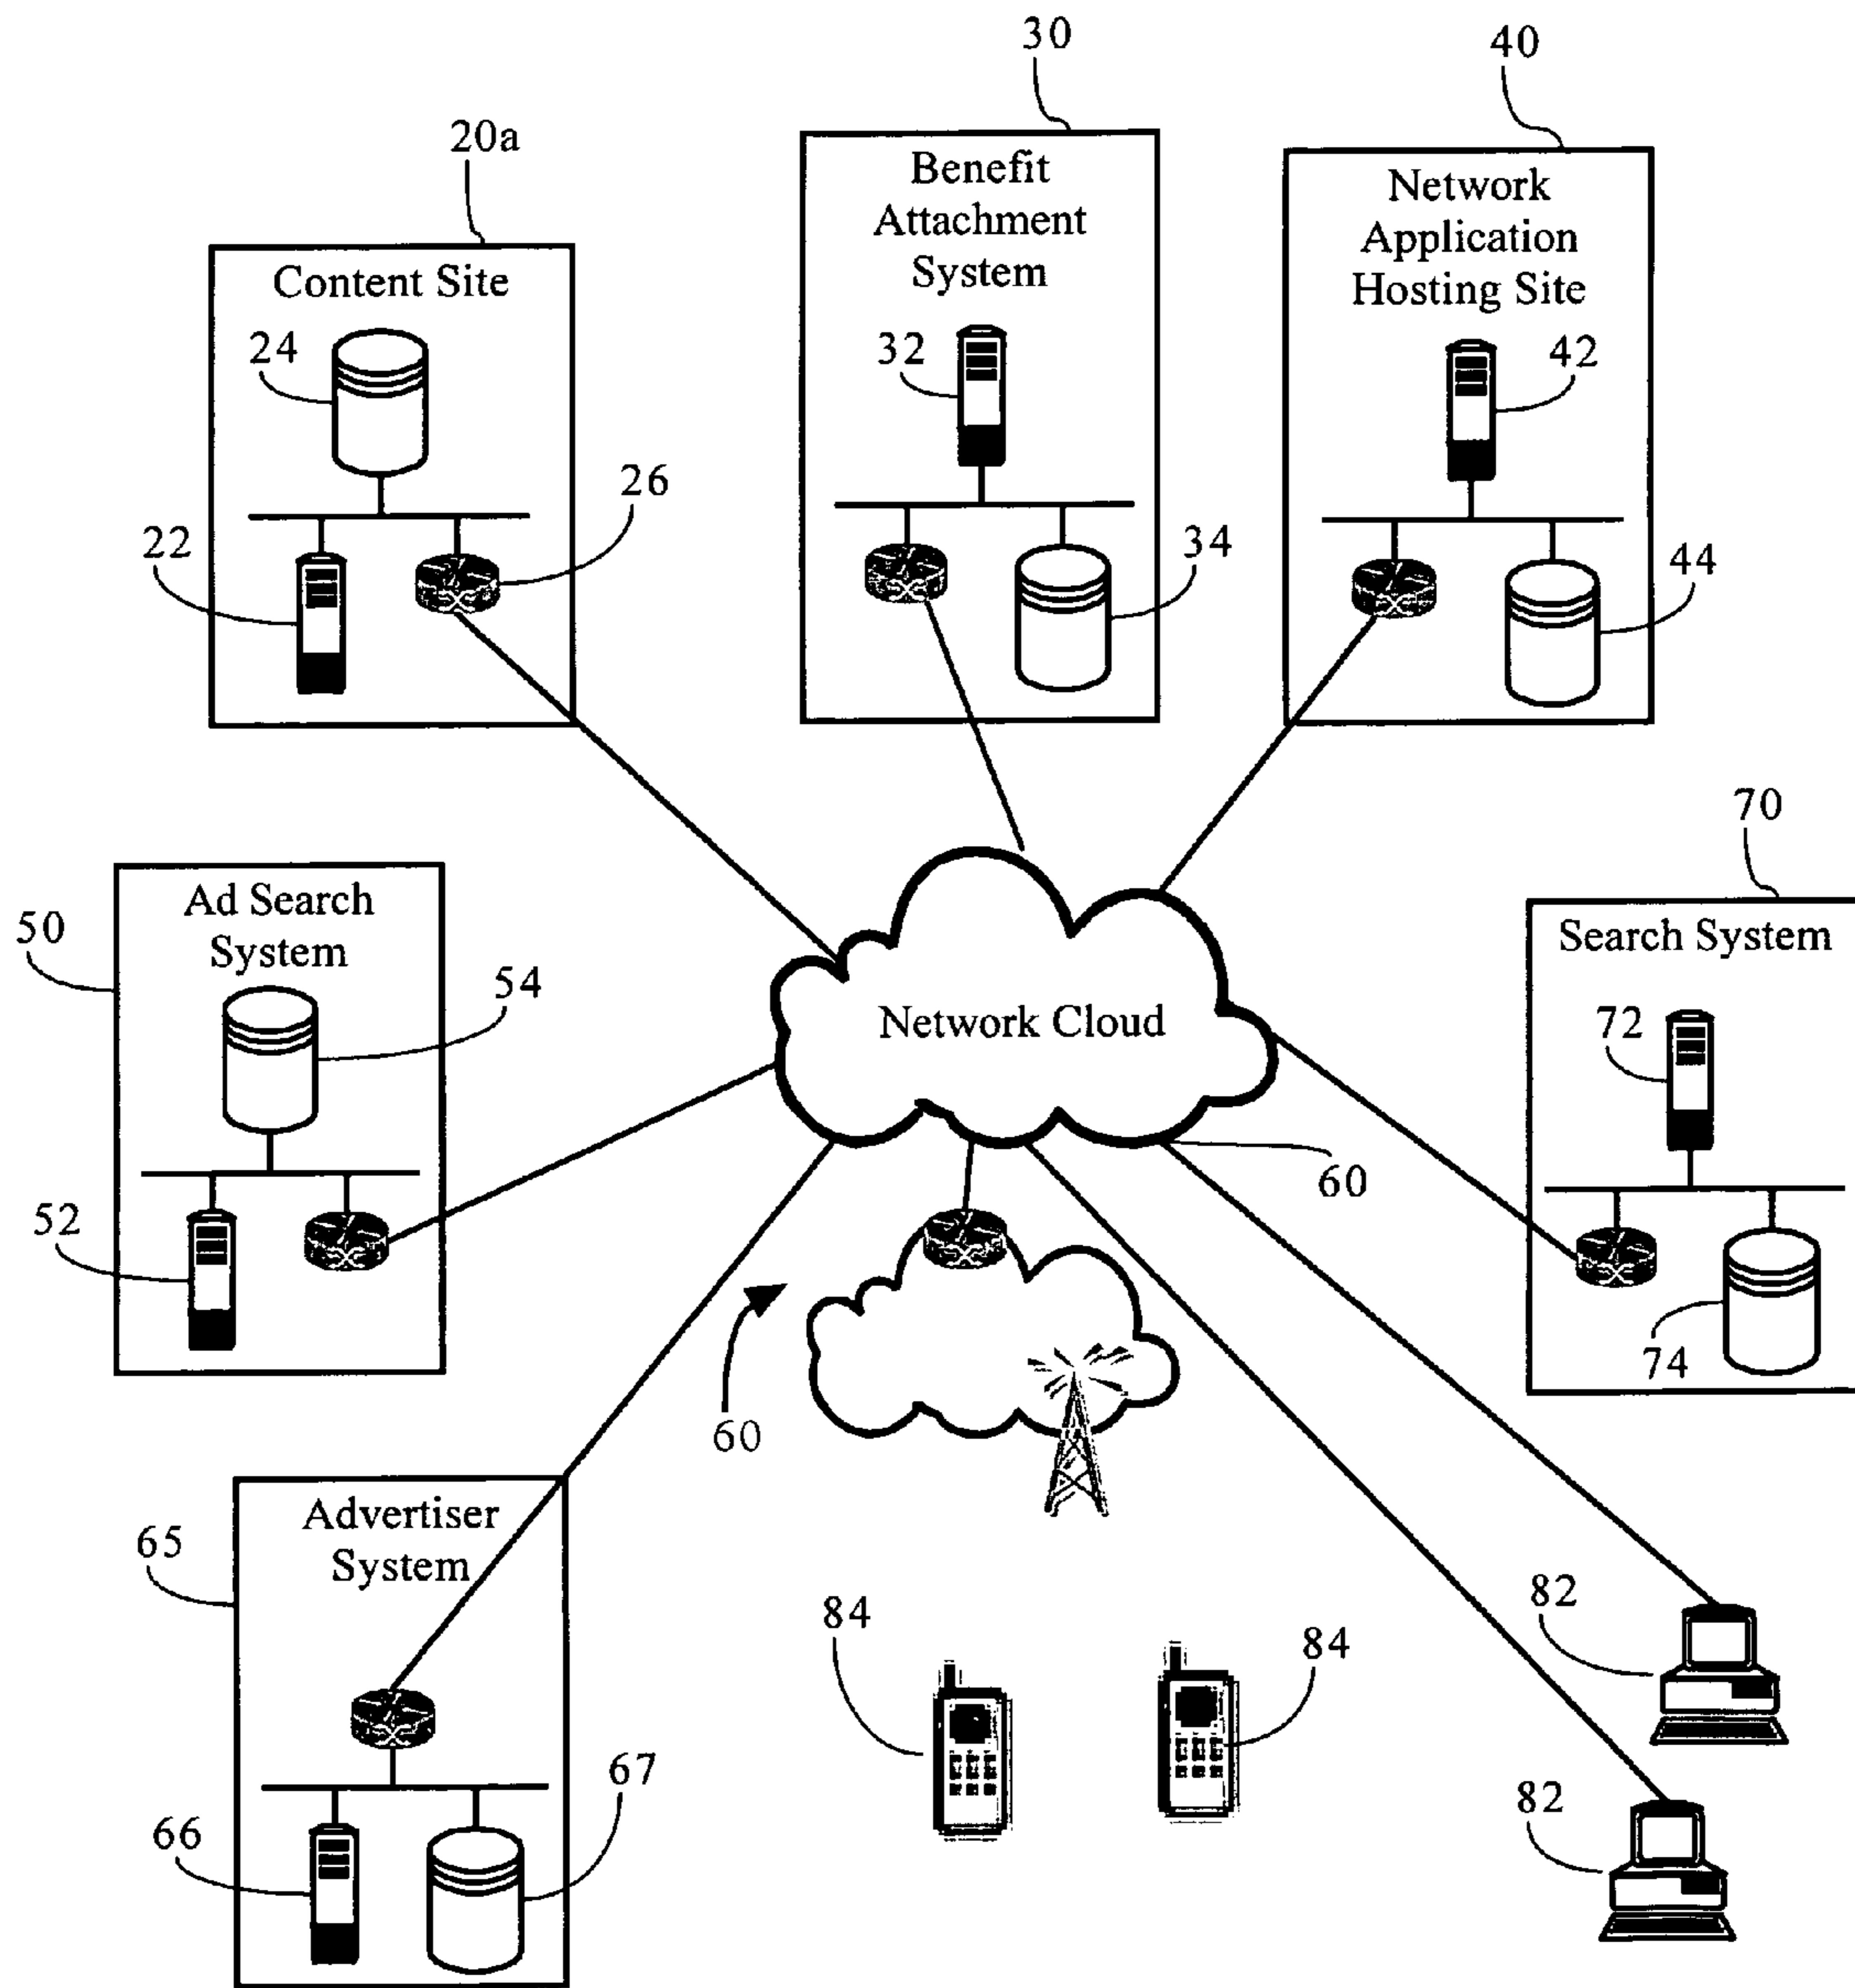 30
40
20a
Benefit
Attachment
System
Network
Application
Hosting Site
Content Site
24
32
42
26
22
34
44
70
Ad Search
System
50
54
Search System
Network Cloud
72
60
52
74
60
Advertiser
System
65
84
84
82
67
66
82